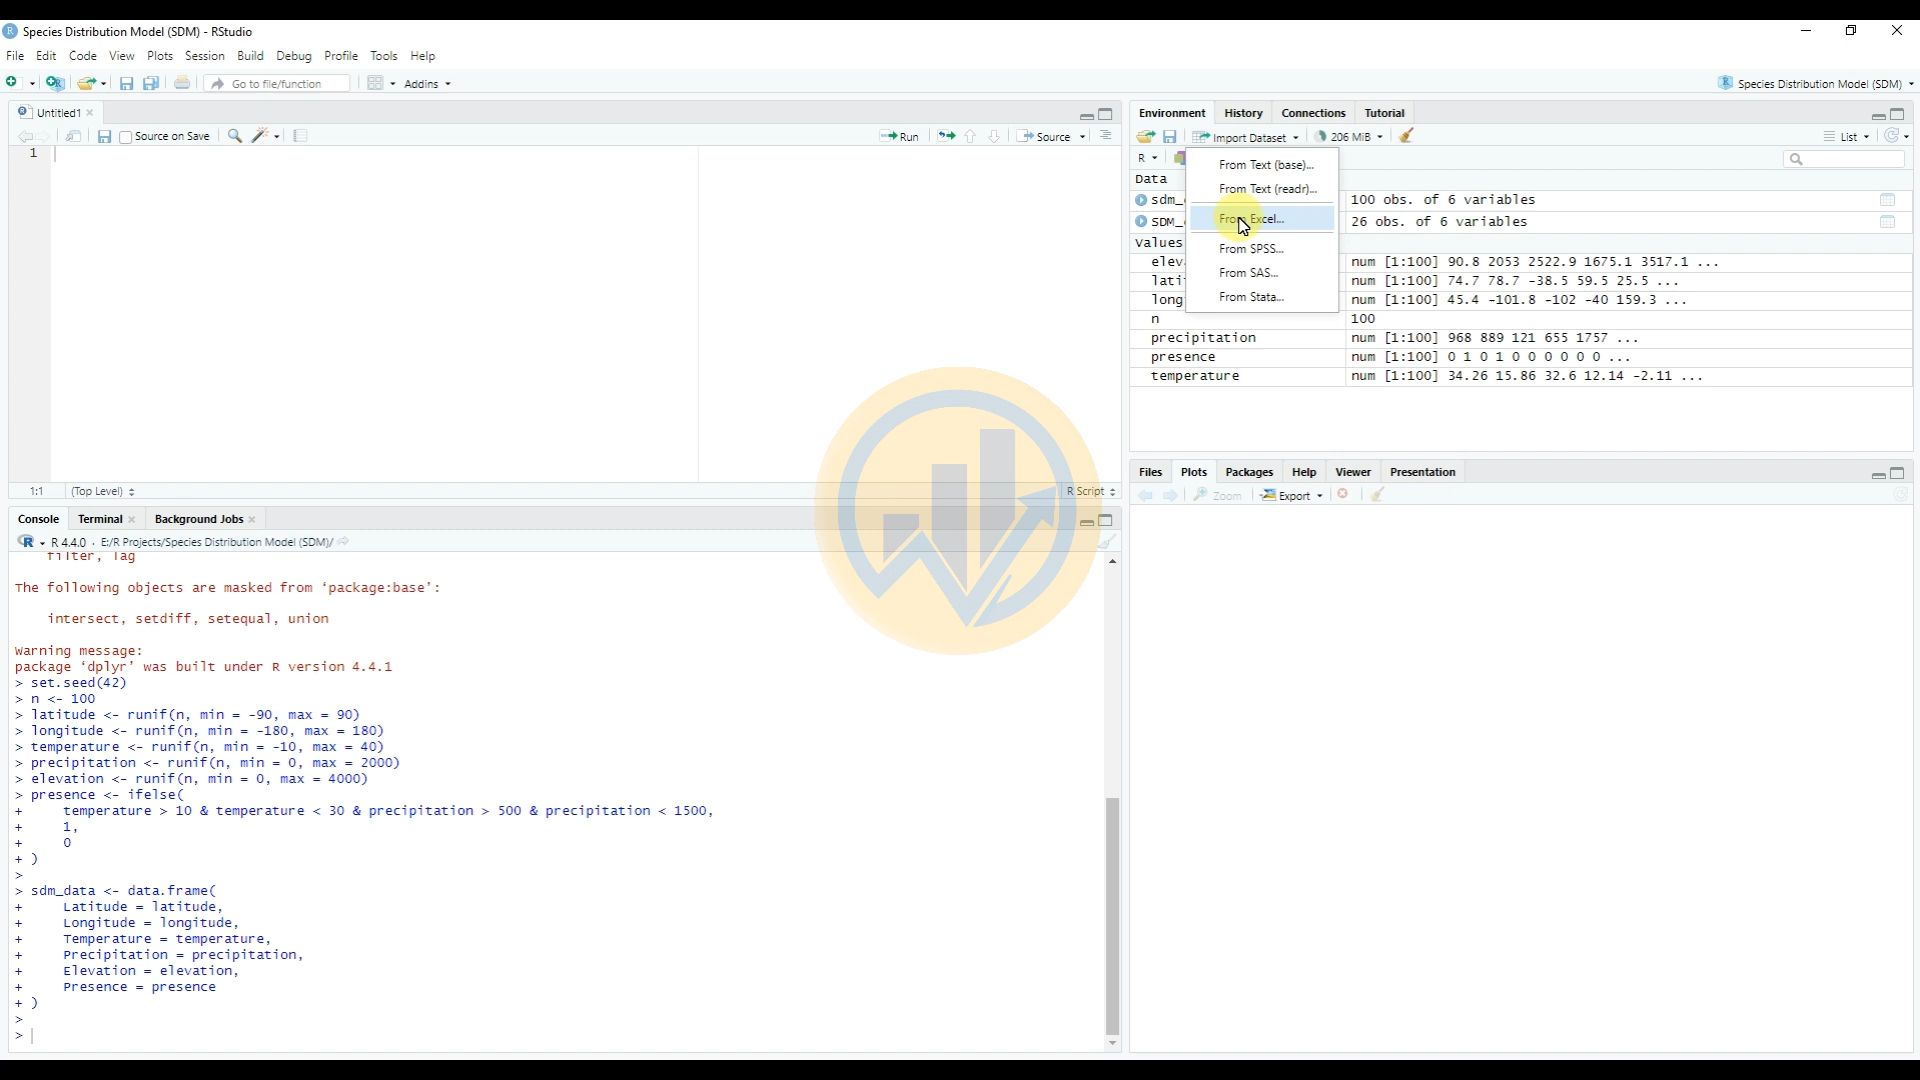 Species Distribution Model (SDM) - RStudio
File Edit Code View Plots Session Build Debug Profile Tools Help
Go to file/function Addins Species Distribution Model (SDM)
Untitled1
Source on Save Run Source
1
1:1 (Top Level) R Script
Console Terminal Background Jobs
R 4.4.0 · E:/R Projects/Species Distribution Model (SDM)/
filter, lag
The following objects are masked from ‘package:base’:
intersect, setdiff, setequal, union
Warning message:
package ‘dplyr’ was built under R version 4.4.1
> set.seed(42)
> n <- 100
> latitude <- runif(n, min = -90, max = 90)
> longitude <- runif(n, min = -180, max = 180)
> temperature <- runif(n, min = -10, max = 40)
> precipitation <- runif(n, min = 0, max = 2000)
> elevation <- runif(n, min = 0, max = 4000)
> presence <- ifelse(
+ temperature > 10 & temperature < 30 & precipitation > 500 & precipitation < 1500,
+ 1,
+ 0
+ )
>
> sdm_data <- data.frame(
+ Latitude = latitude,
+ Longitude = longitude,
+ Temperature = temperature,
+ Precipitation = precipitation,
+ Elevation = elevation,
+ Presence = presence
+ )
>
>
Environment History Connections Tutorial
Import Dataset 206 MiB List
R
From Text (base)...
From Text (readr)...
From Excel...
From SPSS...
From SAS...
From Stata...
Data
sdm_ 100 obs. of 6 variables
SDM_ 26 obs. of 6 variables
Values
elev num [1:100] 90.8 2053 2522.9 1675.1 3517.1 ...
lati num [1:100] 74.7 78.7 -38.5 59.5 25.5 ...
long num [1:100] 45.4 -101.8 -102 -40 159.3 ...
n 100
precipitation num [1:100] 968 889 121 655 1757 ...
presence num [1:100] 0 1 0 1 0 0 0 0 0 0 ...
temperature num [1:100] 34.26 15.86 32.6 12.14 -2.11 ...
Files Plots Packages Help Viewer Presentation
Zoom Export